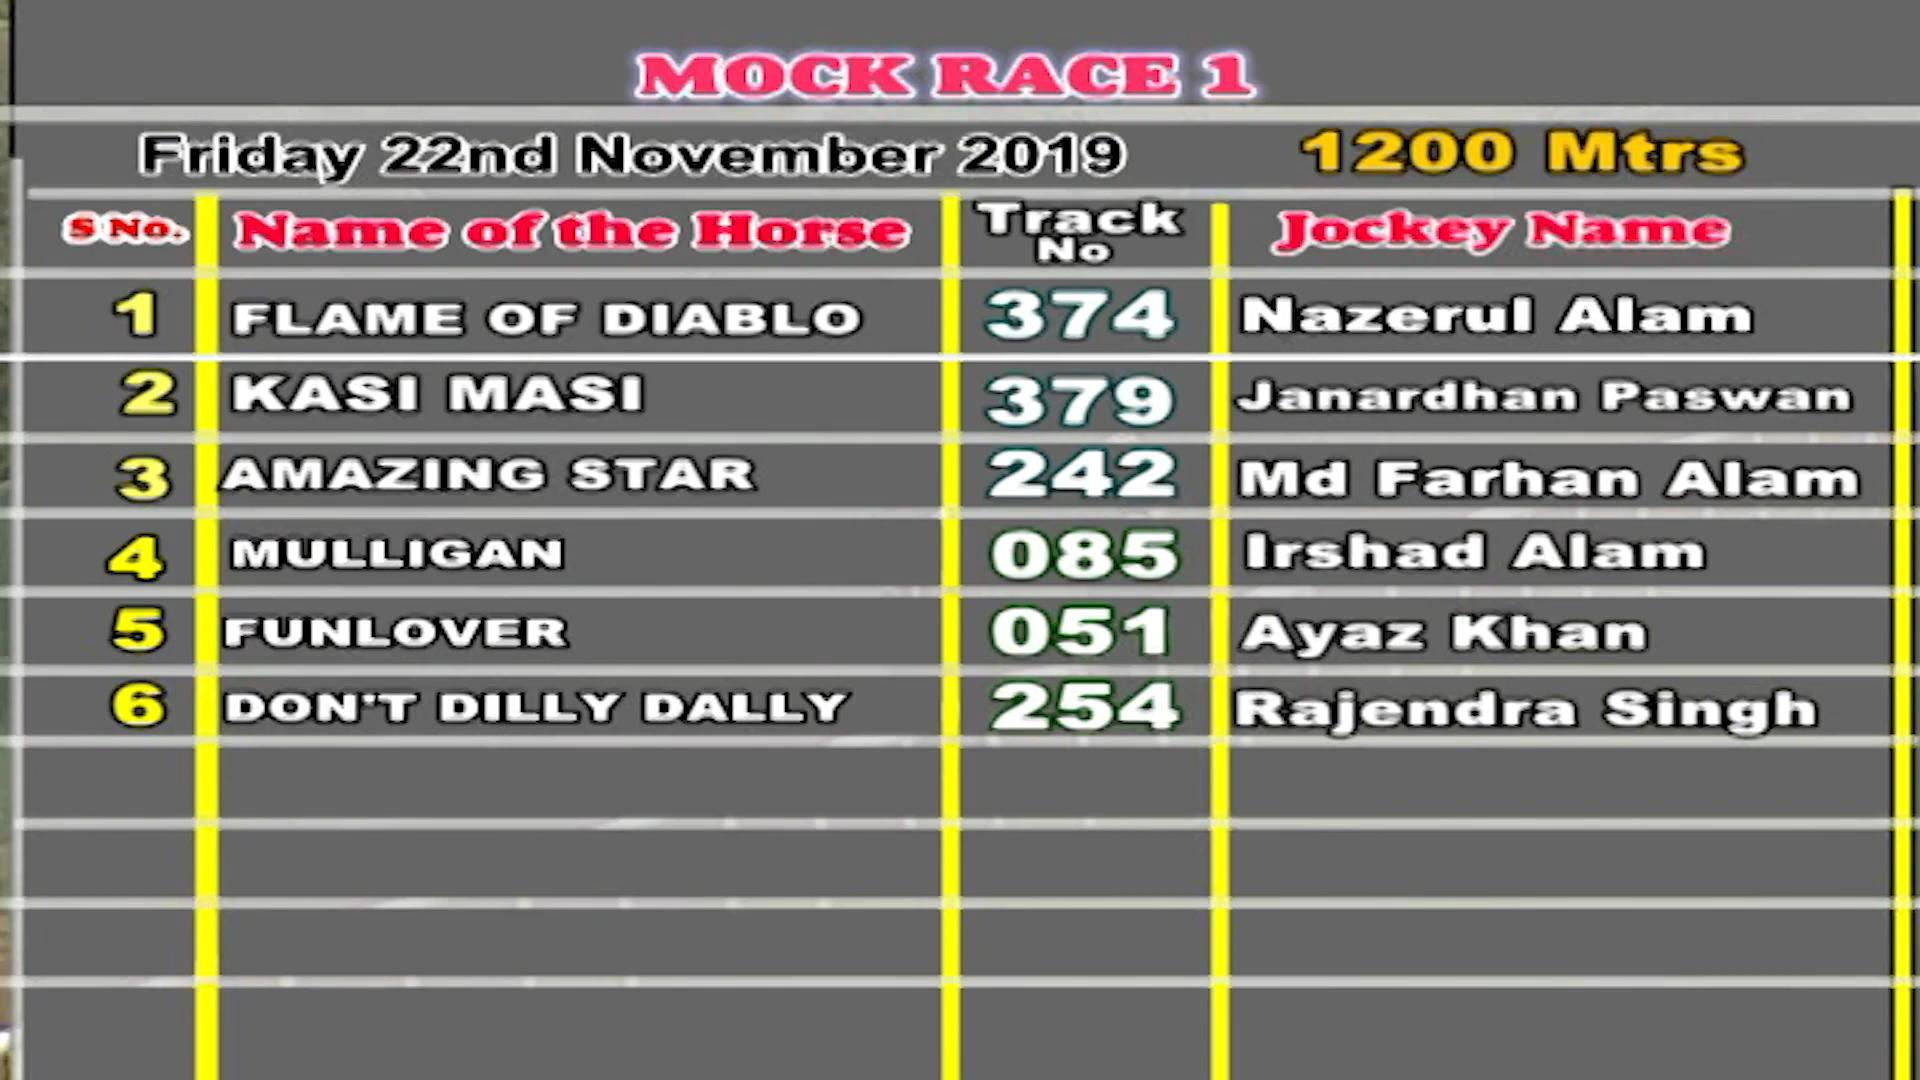 MOCK RACE 1
Friday 22nd November 2019 1200 Mtrs
S No. Name of the Horse Track No Jockey Name
1 FLAME OF DIABLO 374 Nazerul Alam
2 KASI MASI 379 Janardhan Paswan
3 AMAZING STAR 242 Md Farhan Alam
4 MULLIGAN 085 Irshad Alam
5 FUNLOVER 051 Ayaz Khan
6 DON'T DILLY DALLY 254 Rajendra Singh